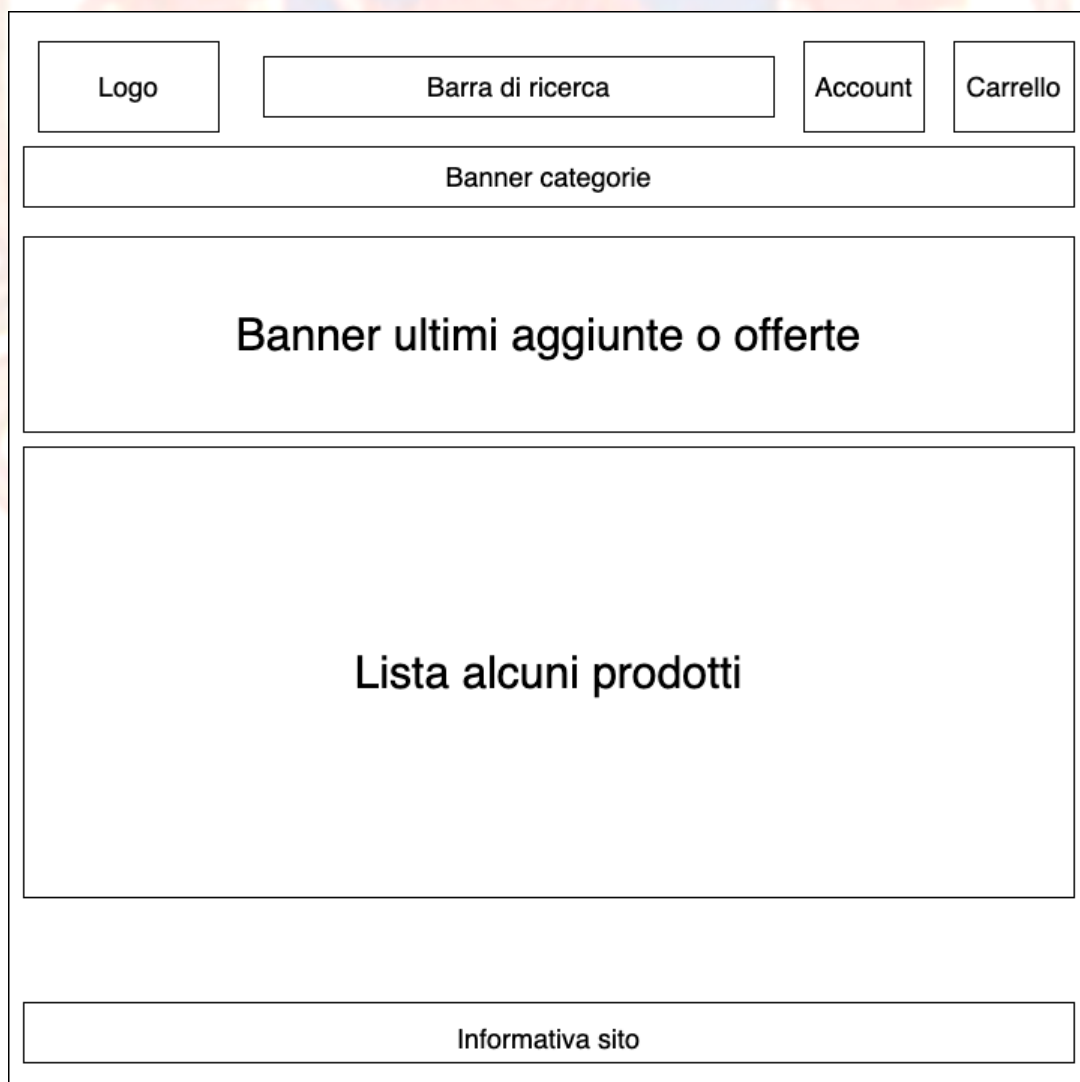 Logo
Barra di ricerca
Account
Carrello
Banner categorie
Banner ultimi aggiunte o offerte
Lista alcuni prodotti
Informativa sito